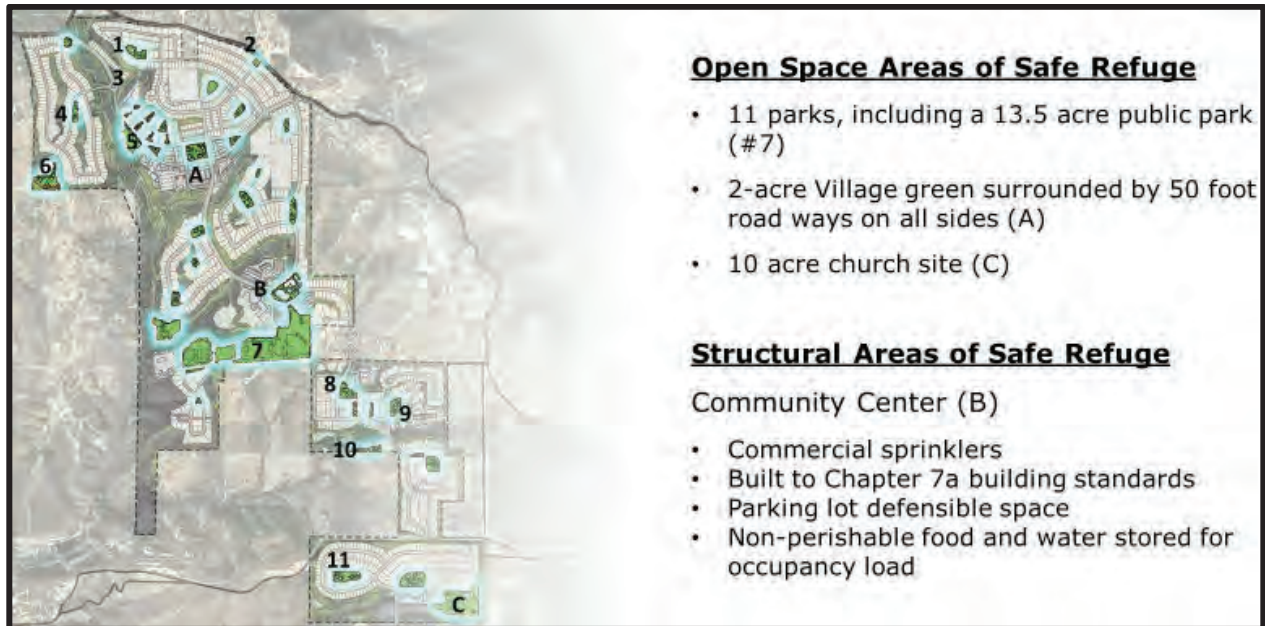 1
2
3
4
5
6
A
B
7
8
9
10
11
C
Open Space Areas of Safe Refuge
• 11 parks, including a 13.5 acre public park
(#7)
• 2-acre Village green surrounded by 50 foot
road ways on all sides (A)
• 10 acre church site (C)
Structural Areas of Safe Refuge
Community Center (B)
• Commercial sprinklers
• Built to Chapter 7a building standards
• Parking lot defensible space
• Non-perishable food and water stored for
occupancy load